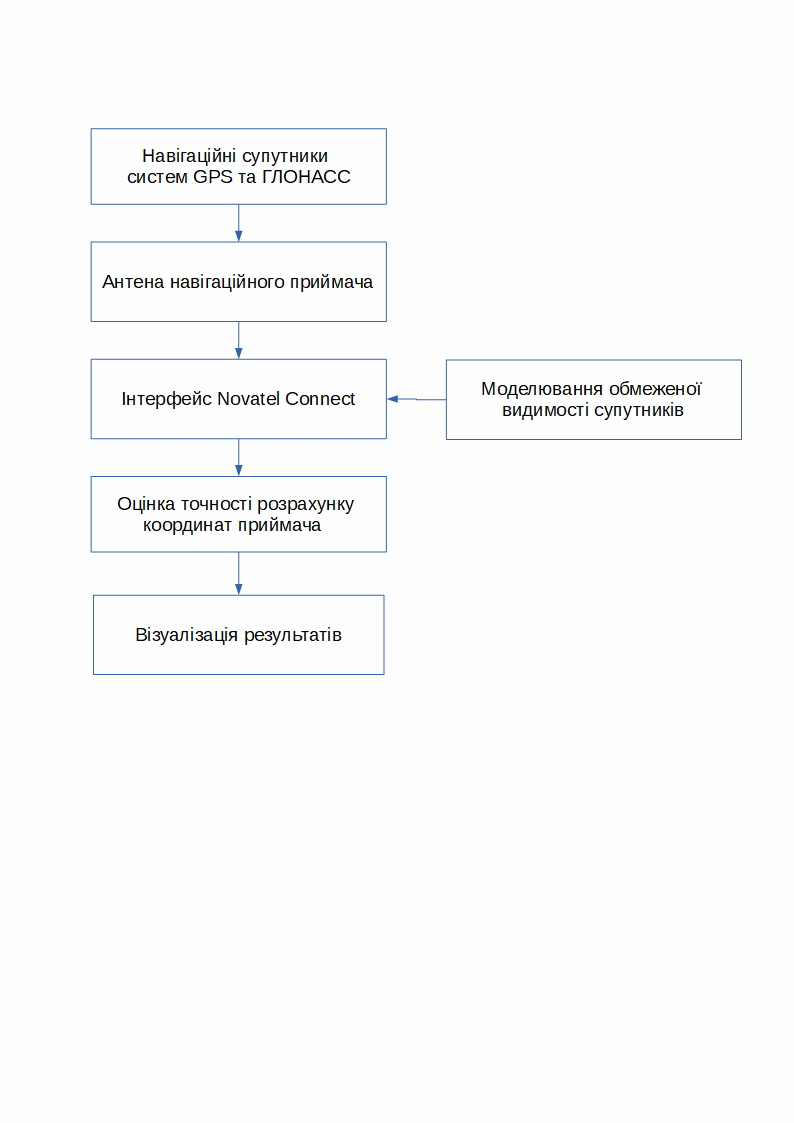 Навігаційні супутники
систем GPS та ГЛОНАСС
Антена навігаційного приймача
Інтерфейс Novatel Connect
Моделювання обмеженої
видимості супутників
Оцінка точності розрахунку
координат приймача
Візуалізація результатів